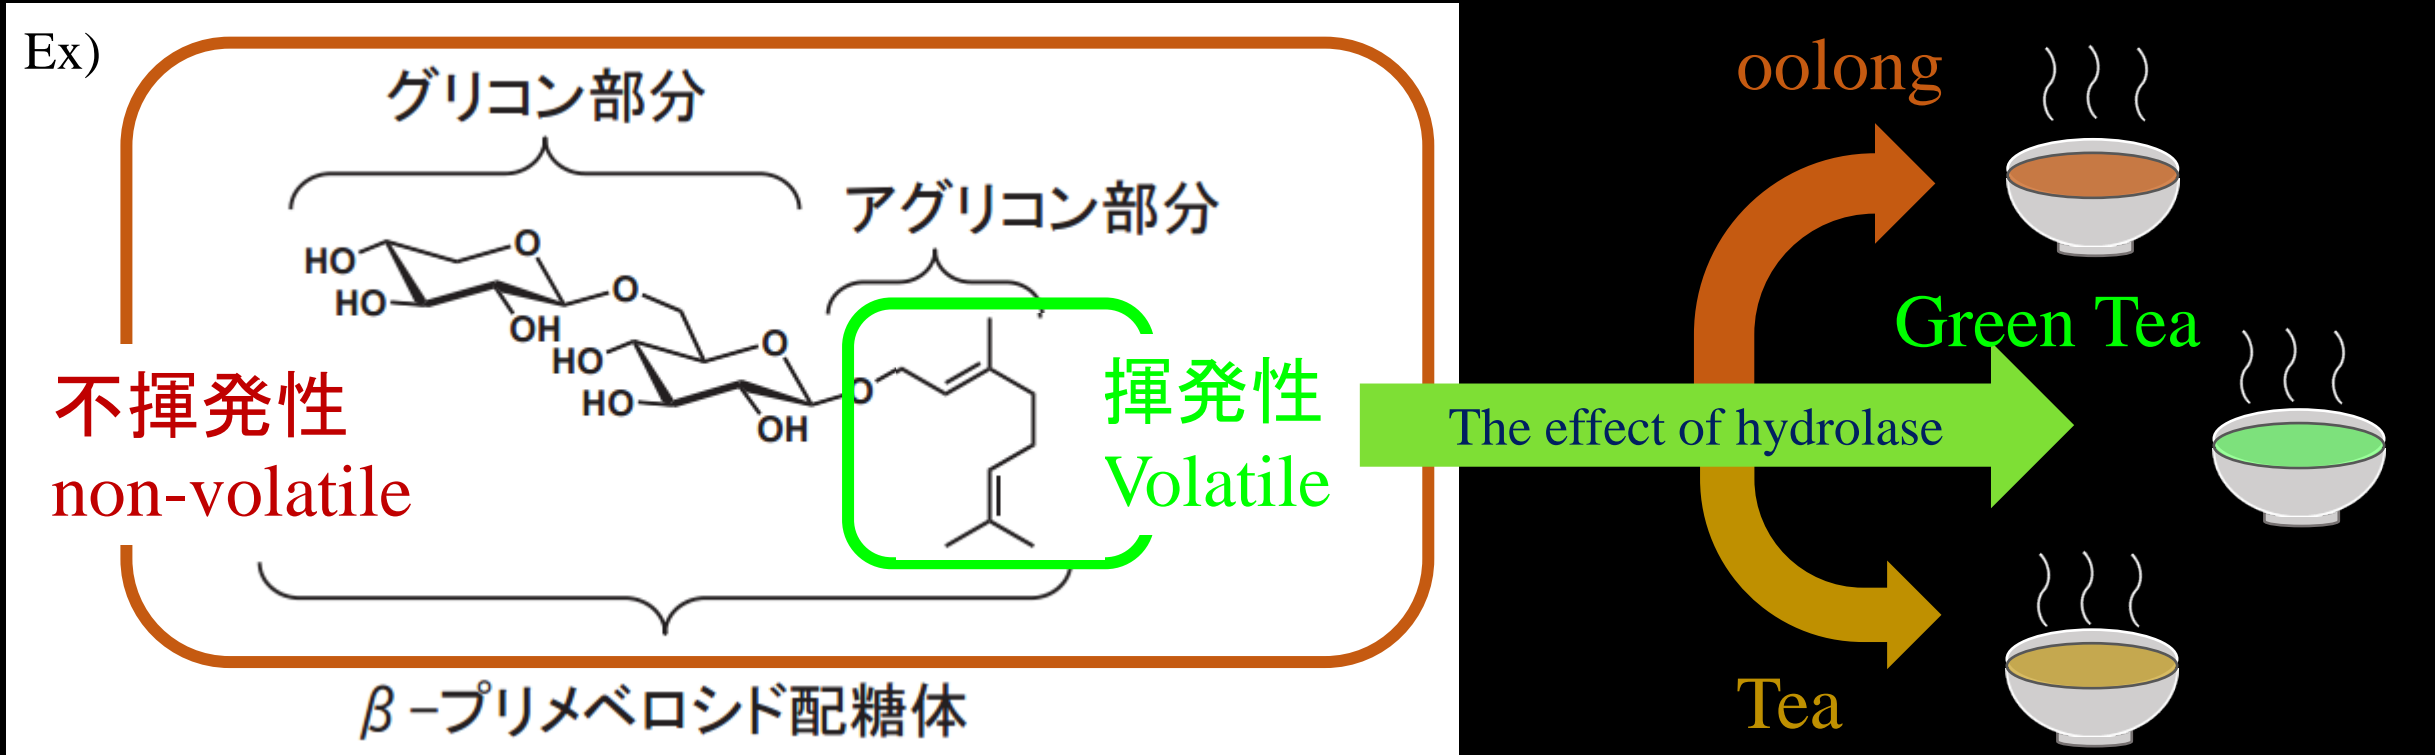 Ex)
グリコン部分
アグリコン部分
HO
O
HO
OH
O
HO
O
HO
OH
O
不揮発性
non-volatile
揮発性
Volatile
β-プリメベロシド配糖体
oolong
Green Tea
The effect of hydrolase
Tea